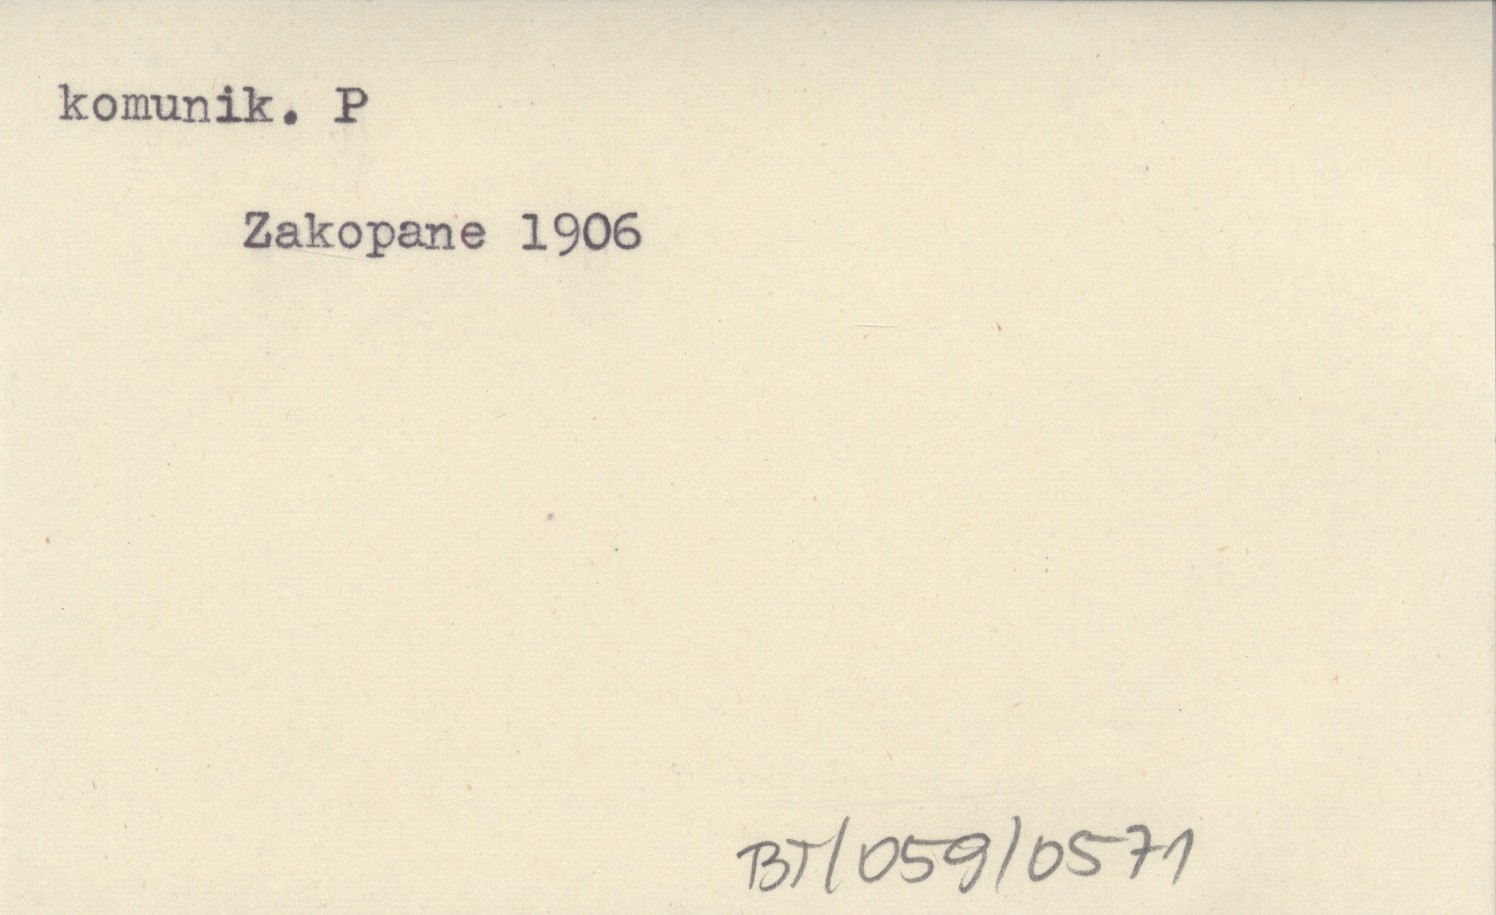 komunik. P
Zakopane 1906
BT/059/0571